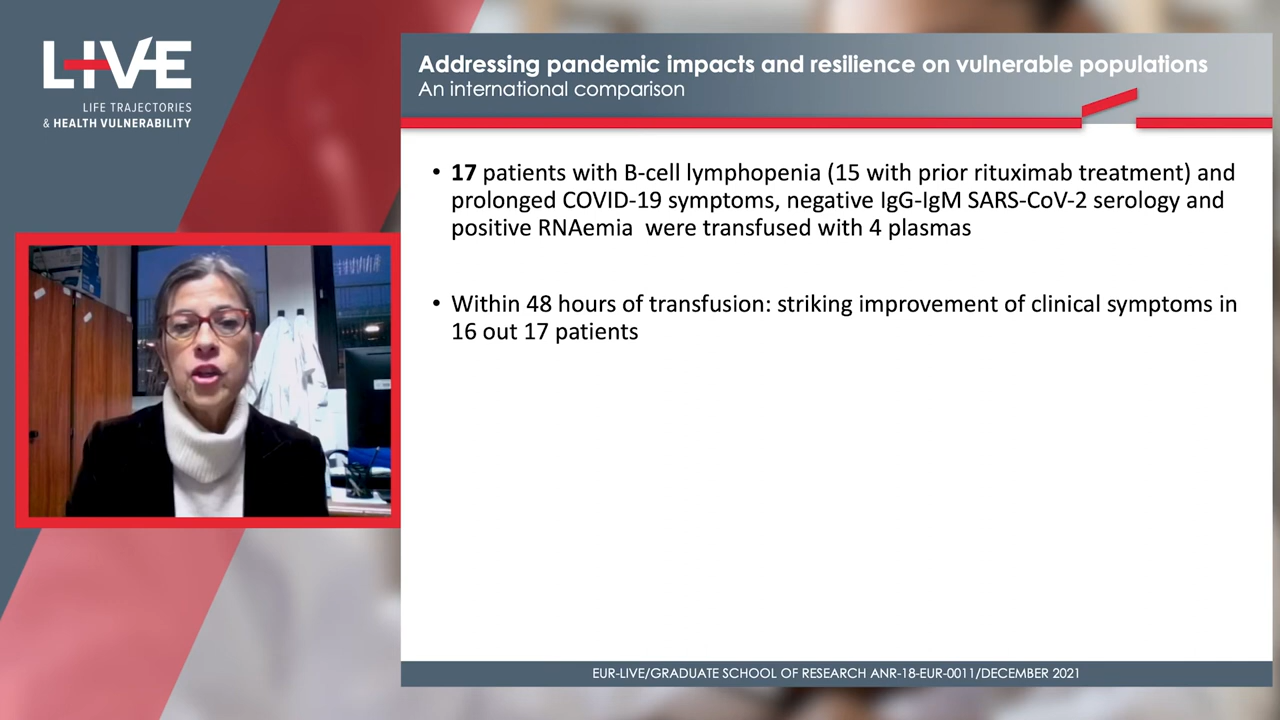 LIVE
LIFE TRAJECTORIES
& HEALTH VULNERABILITY
Addressing pandemic impacts and resilience on vulnerable populations
An international comparison
• 17 patients with B-cell lymphopenia (15 with prior rituximab treatment) and
prolonged COVID-19 symptoms, negative IgG-IgM SARS-CoV-2 serology and
positive RNAemia were transfused with 4 plasmas
• Within 48 hours of transfusion: striking improvement of clinical symptoms in
16 out 17 patients
EUR-LIVE/GRADUATE SCHOOL OF RESEARCH ANR-18-EUR-0011/DECEMBER 2021